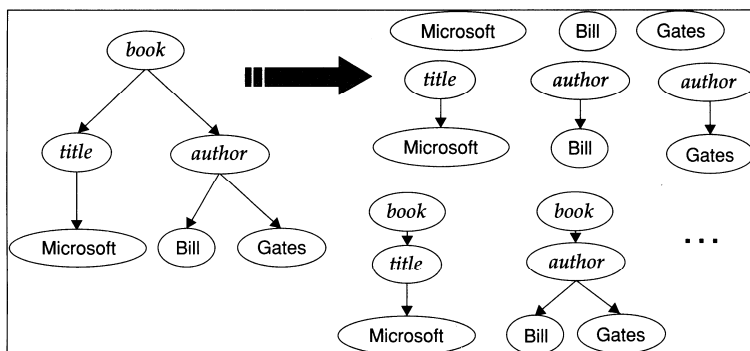 book
title
author
Microsoft
Bill
Gates
Microsoft
Bill
Gates
title
author
author
Microsoft
Bill
Gates
book
book
title
author
...
Microsoft
Bill
Gates